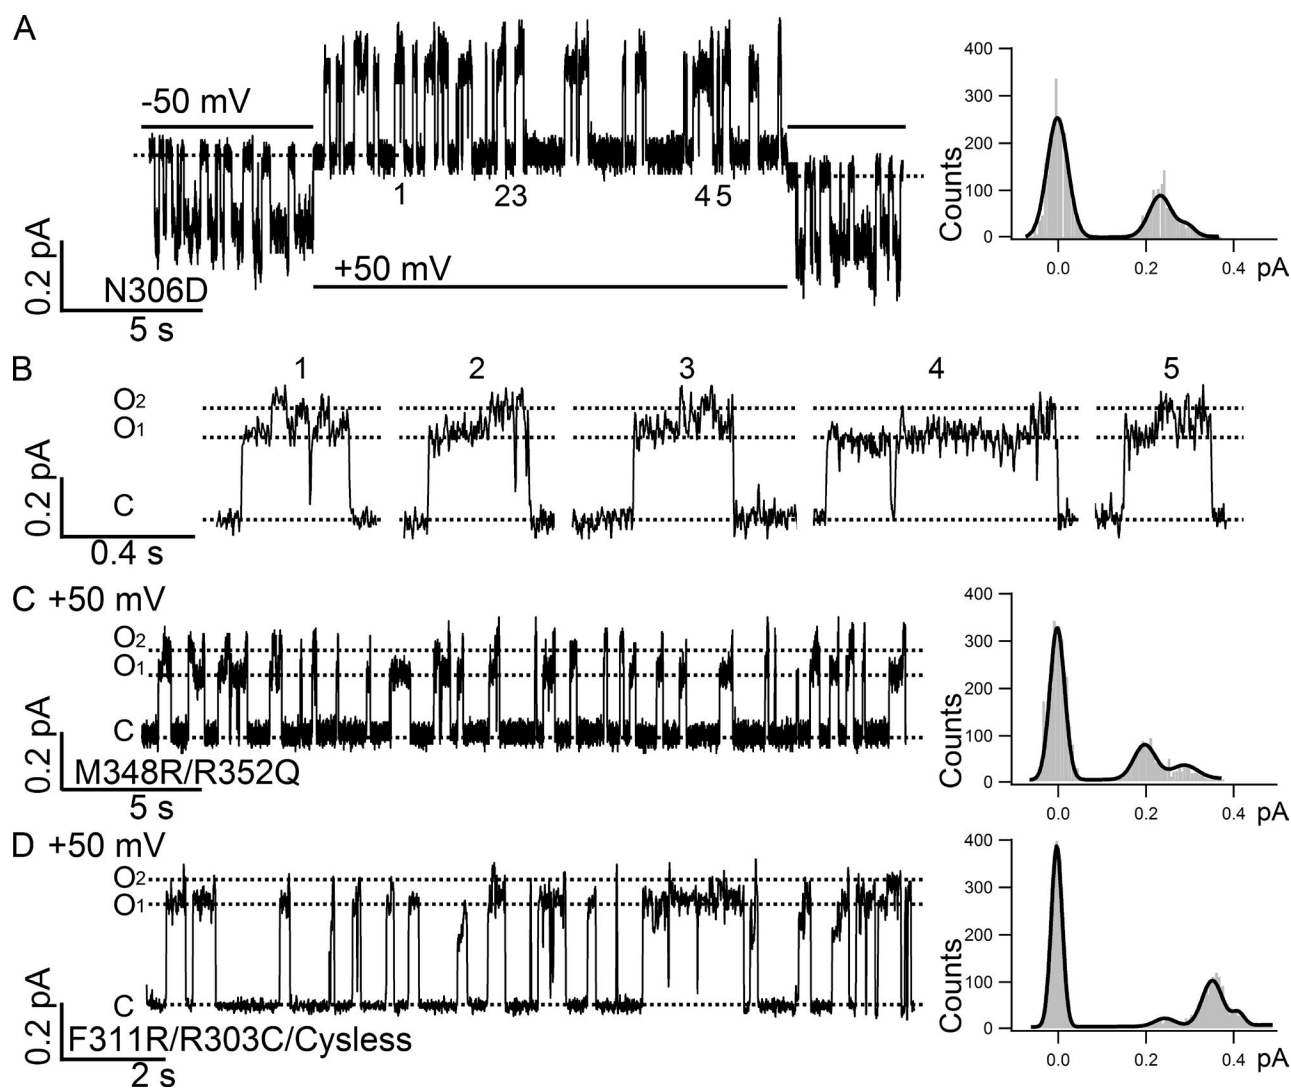 A
-50 mV
1
23
45
+50 mV
0.2 pA
N306D
5 s
Counts
400
300
200
100
0
0.0
0.2
0.4
pA
B
1
2
3
4
5
O2
O1
C
0.2 pA
0.4 s
C +50 mV
O2
O1
C
0.2 pA
M348R/R352Q
5 s
Counts
400
300
200
100
0
0.0
0.2
0.4
pA
D +50 mV
O2
O1
C
0.2 pA
F311R/R303C/Cysless
2 s
Counts
400
300
200
100
0
0.0
0.2
0.4
pA